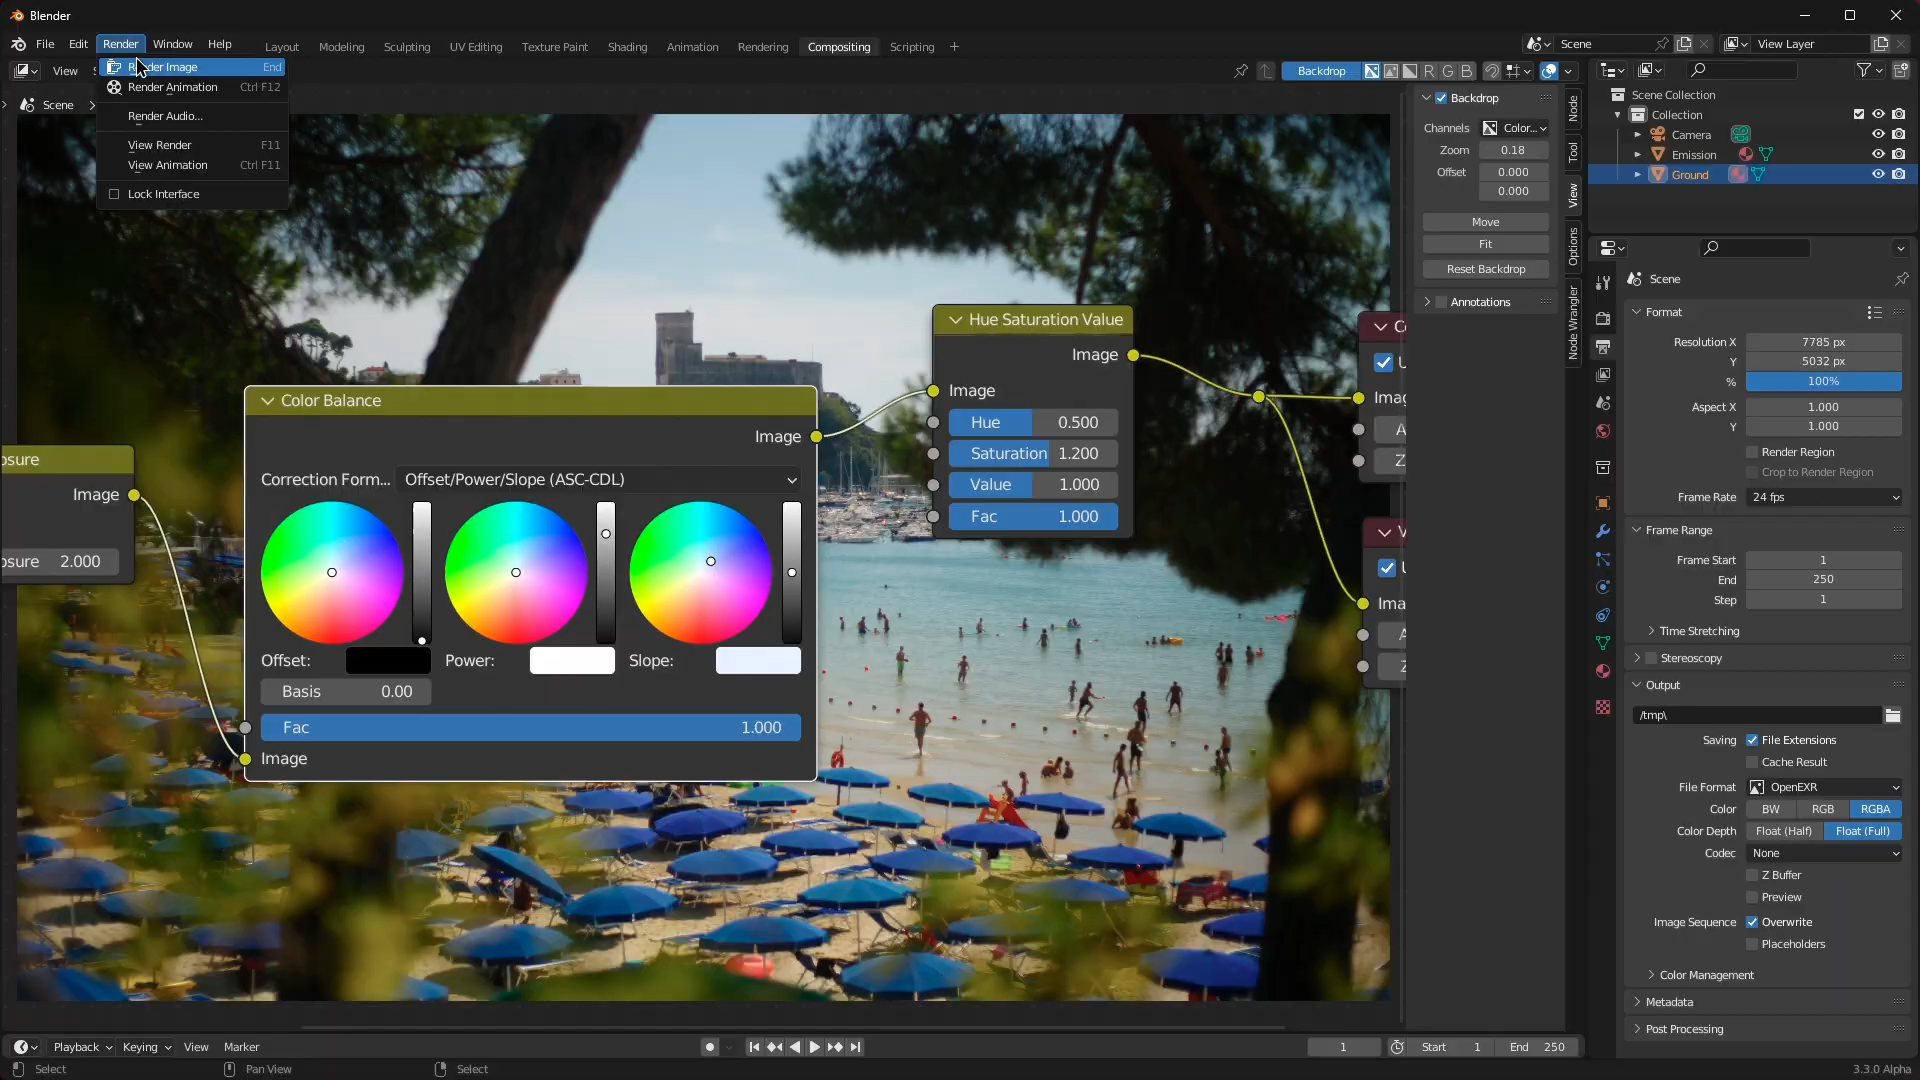 Blender
File Edit Render Window Help Layout Modeling Sculpting UV Editing Texture Paint Shading Animation Rendering Compositing Scripting + Scene View Layer
View Backdrop R G B
Render Image End
Render Animation Ctrl F12
Render Audio...
View Render F11
View Animation Ctrl F11
Lock Interface
Scene
Backdrop
Channels Color...
Zoom 0.18
Offset 0.000
0.000
Move
Fit
Reset Backdrop
Annotations
Node
Tool
View
Options
Node Wrangler
osure
Image
osure 2.000
Color Balance
Image
Correction Form... Offset/Power/Slope (ASC-CDL)
Offset: Power: Slope:
Basis 0.00
Fac 1.000
Image
Hue Saturation Value
Image
Image
Hue 0.500
Saturation 1.200
Value 1.000
Fac 1.000
Scene Collection
Collection
Camera
Emission
Ground
Scene
Format
Resolution X 7785 px
Y 5032 px
% 100%
Aspect X 1.000
Y 1.000
Render Region
Crop to Render Region
Frame Rate 24 fps
Frame Range
Frame Start 1
End 250
Step 1
Time Stretching
Stereoscopy
Output
/tmp\
Saving File Extensions
Cache Result
File Format OpenEXR
Color BW RGB RGBA
Color Depth Float (Half) Float (Full)
Codec None
Z Buffer
Preview
Image Sequence Overwrite
Placeholders
Color Management
Metadata
Post Processing
Playback Keying View Marker 1 Start 1 End 250
Select Pan View Select 3.3.0 Alpha